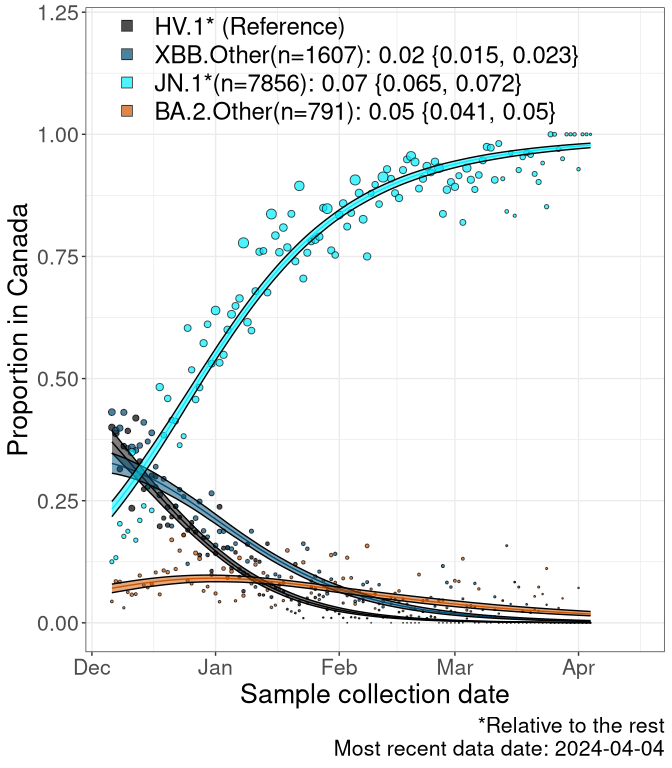 1.25
HV.1* (Reference)
XBB.Other(n=1607): 0.02 {0.015, 0.023}
JN.1*(n=7856): 0.07 {0.065, 0.072}
BA.2.Other(n=791): 0.05 {0.041, 0.05}
1.00
0.75
0.50
0.25
0.00
Proportion in Canada
Dec Jan Feb Mar Apr
Sample collection date
*Relative to the rest
Most recent data date: 2024-04-04